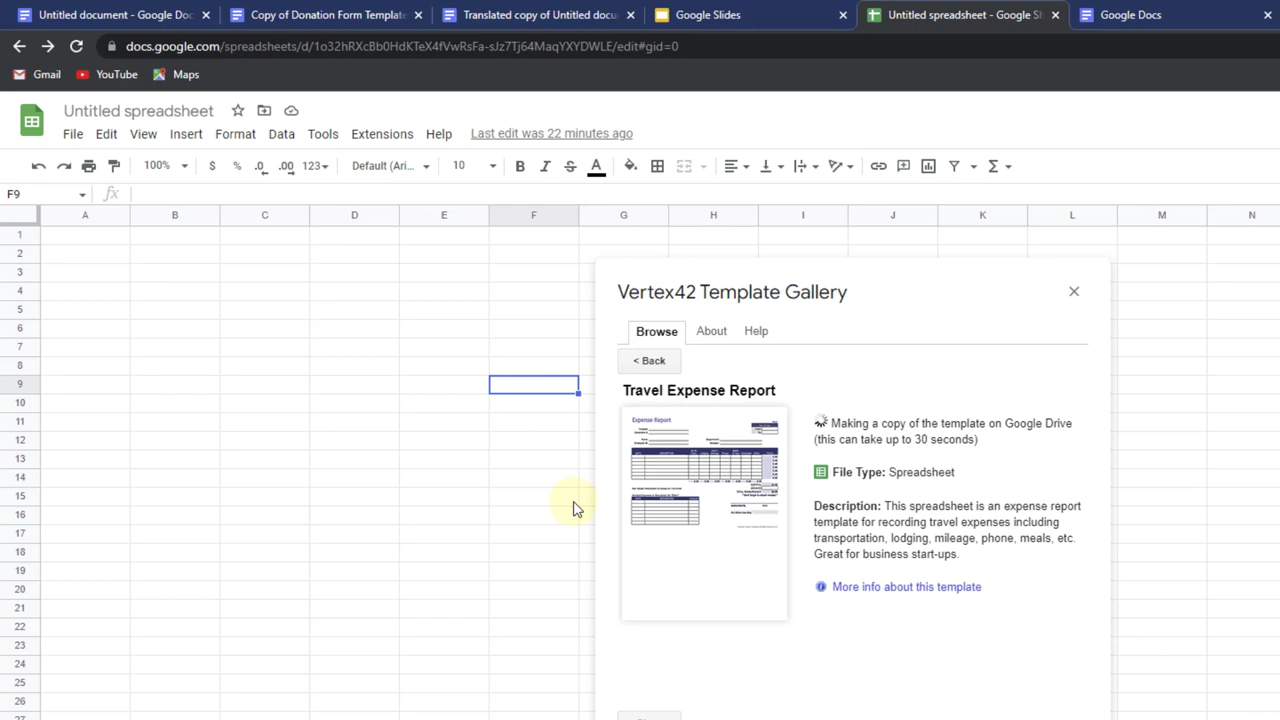 Untitled document - Google Doc
Copy of Donation Form Template
Translated copy of Untitled docu
Google Slides
Untitled spreadsheet - Google Sh
Google Docs
docs.google.com/spreadsheets/d/1o32hRXcBb0HdKTeX4fVwRsFa-sJz7Tj64MaqYXYDWLE/edit#gid=0
Gmail
YouTube
Maps
Untitled spreadsheet
File Edit View Insert Format Data Tools Extensions Help Last edit was 22 minutes ago
100% $ % .0 .00 123 Default (Ari... 10 B I S A Σ
F9 fx
A B C D E F G H I J K L M N
1
2
3
4
5
6
7
8
9
10
11
12
13
14
15
16
17
18
19
20
21
22
23
24
25
26
27
Vertex42 Template Gallery
Browse About Help
< Back
Travel Expense Report
Expense Report
Making a copy of the template on Google Drive
(this can take up to 30 seconds)
File Type: Spreadsheet
Description: This spreadsheet is an expense report
template for recording travel expenses including
transportation, lodging, mileage, phone, meals, etc.
Great for business start-ups.
More info about this template